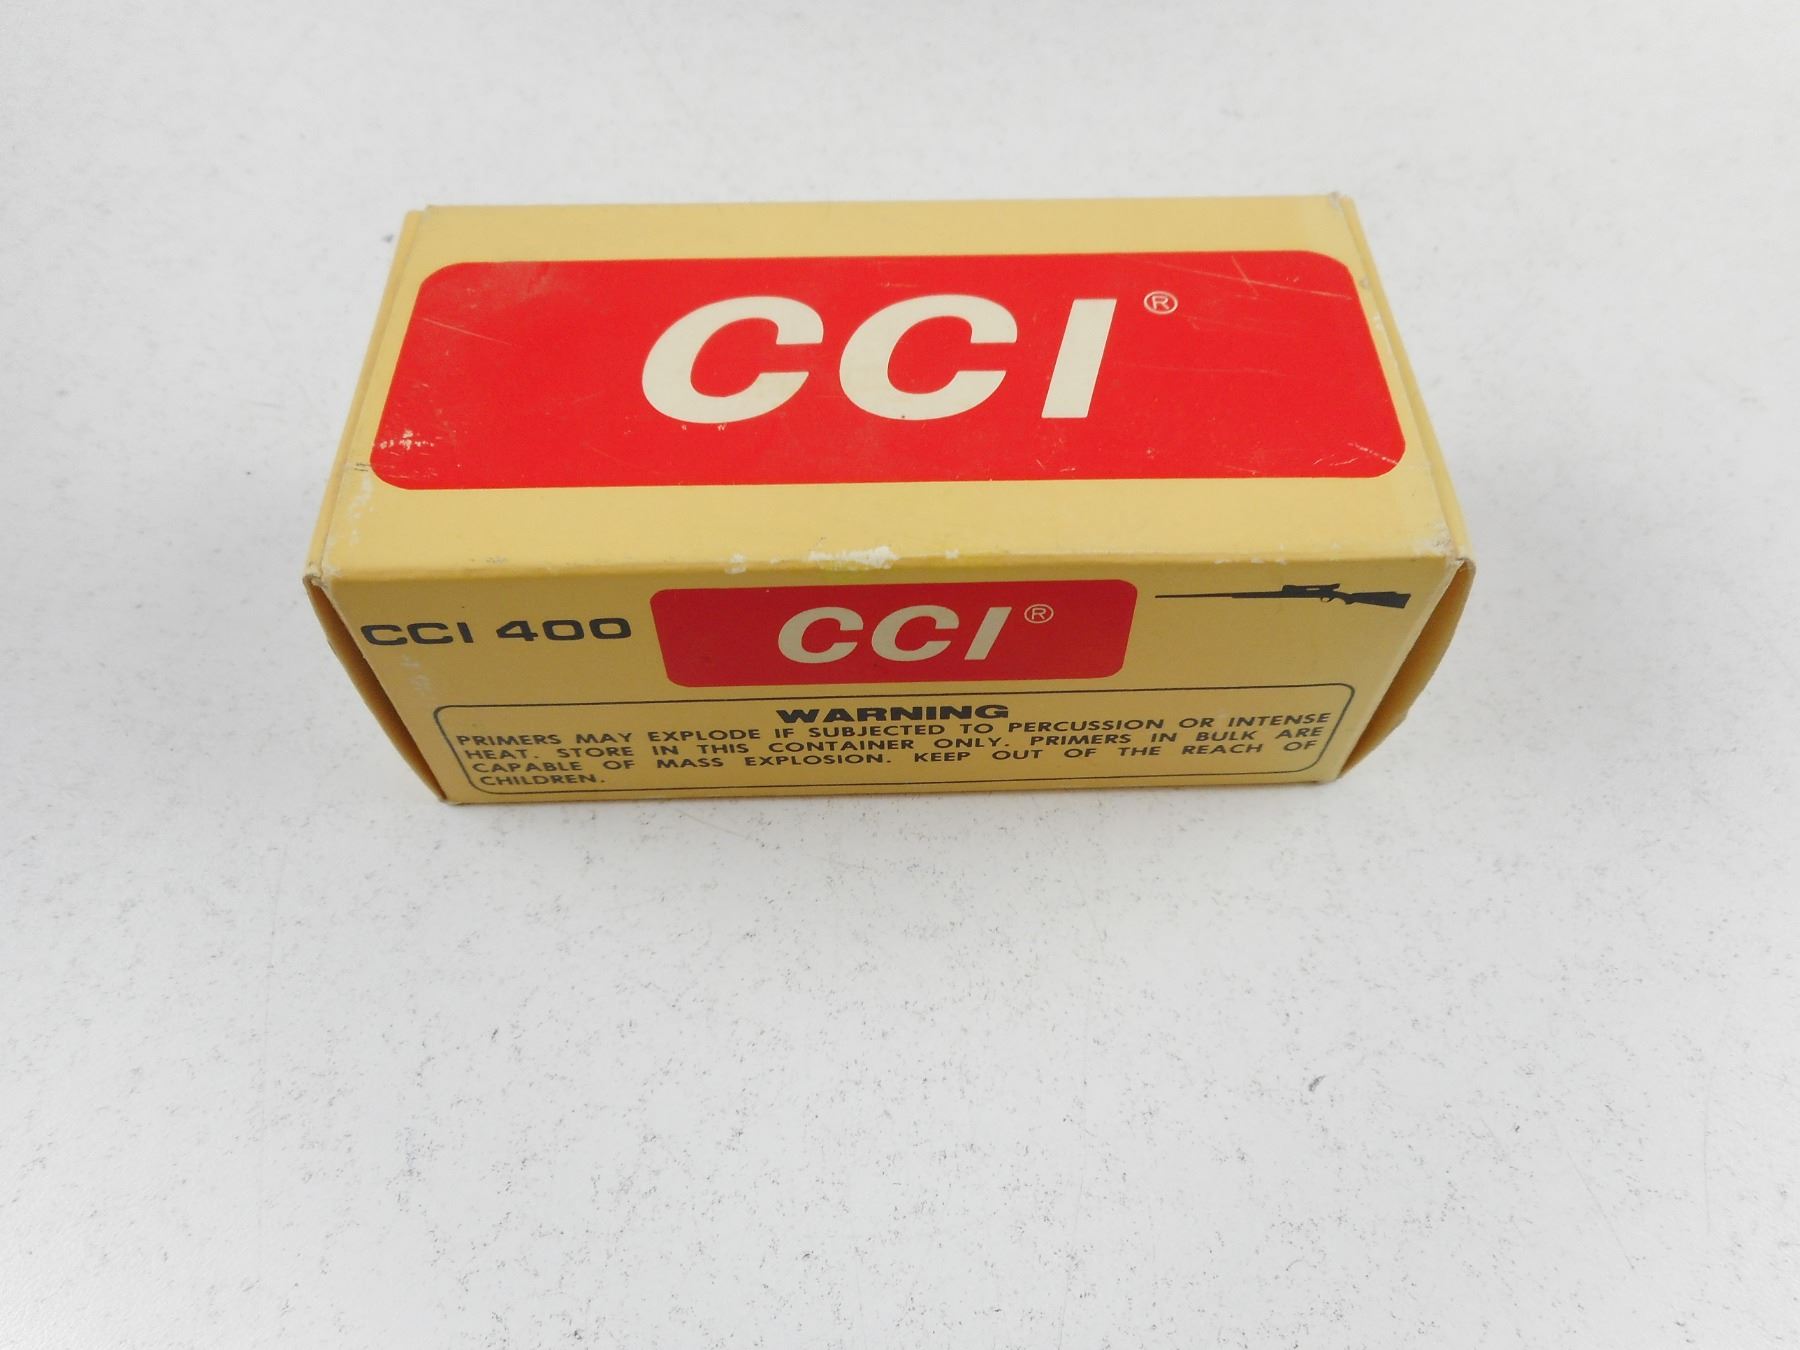 CCI®
CCI 400
CCI®
WARNING
PRIMERS MAY EXPLODE IF SUBJECTED TO PERCUSSION OR INTENSE
HEAT. STORE IN THIS CONTAINER ONLY. PRIMERS IN BULK ARE
CAPABLE OF MASS EXPLOSION. KEEP OUT OF THE REACH OF
CHILDREN.